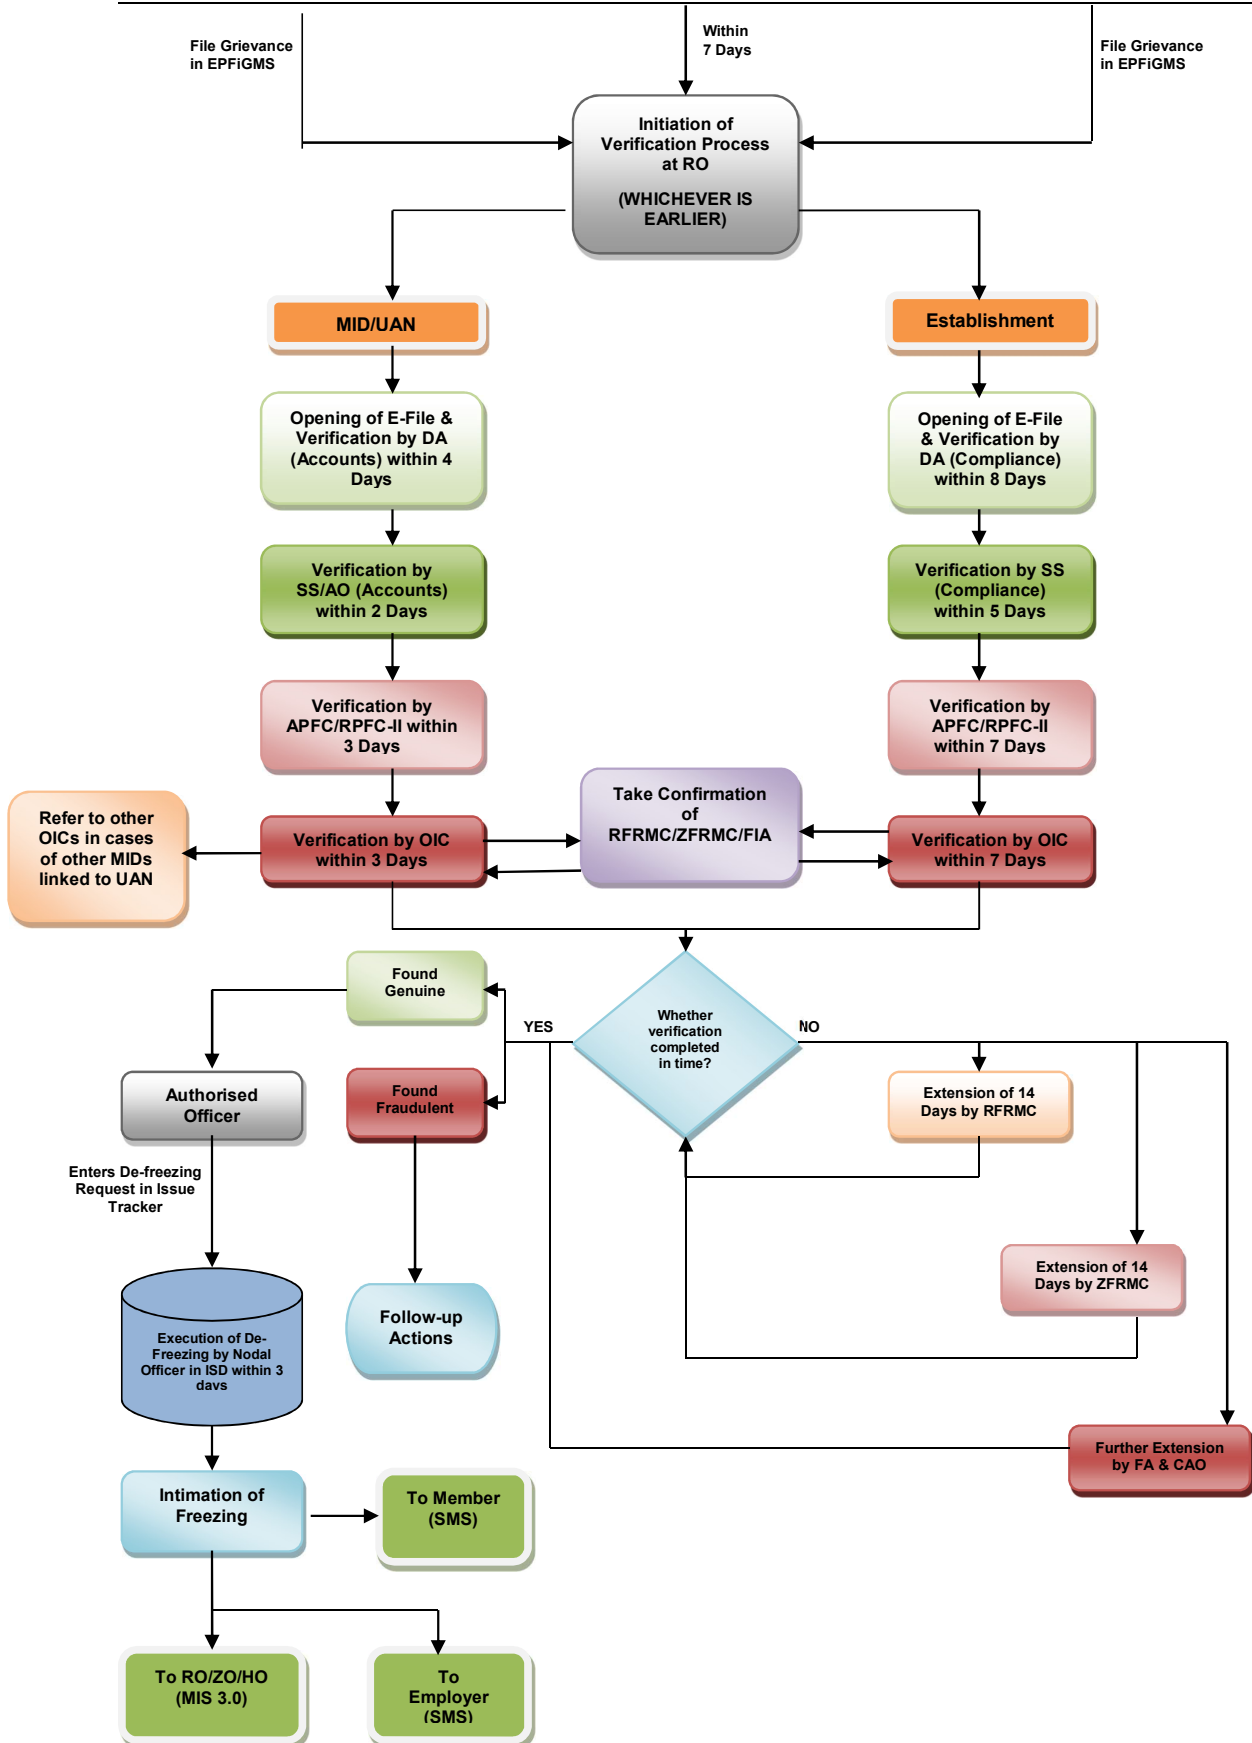 File Grievance
in EPFiGMS
Within
7 Days
File Grievance
in EPFiGMS
Initiation of
Verification Process
at RO
(WHICHEVER IS
EARLIER)
MID/UAN
Establishment
Opening of E-File &
Verification by DA
(Accounts) within 4
Days
Opening of E-File
& Verification by
DA (Compliance)
within 8 Days
Verification by
SS/AO (Accounts)
within 2 Days
Verification by SS
(Compliance)
within 5 Days
Verification by
APFC/RPFC-II within
3 Days
Verification by
APFC/RPFC-II
within 7 Days
Refer to other
OICs in cases
of other MIDs
linked to UAN
Verification by OIC
within 3 Days
Take Confirmation
of
RFRMC/ZFRMC/FIA
Verification by OIC
within 7 Days
Found
Genuine
YES
Whether
verification
completed
in time?
NO
Authorised
Officer
Found
Fraudulent
Extension of 14
Days by RFRMC
Enters De-freezing
Request in Issue
Tracker
Extension of 14
Days by ZFRMC
Execution of De-
Freezing by Nodal
Officer in ISD within 3
days
Follow-up
Actions
Further Extension
by FA & CAO
Intimation of
Freezing
To Member
(SMS)
To RO/ZO/HO
(MIS 3.0)
To
Employer
(SMS)